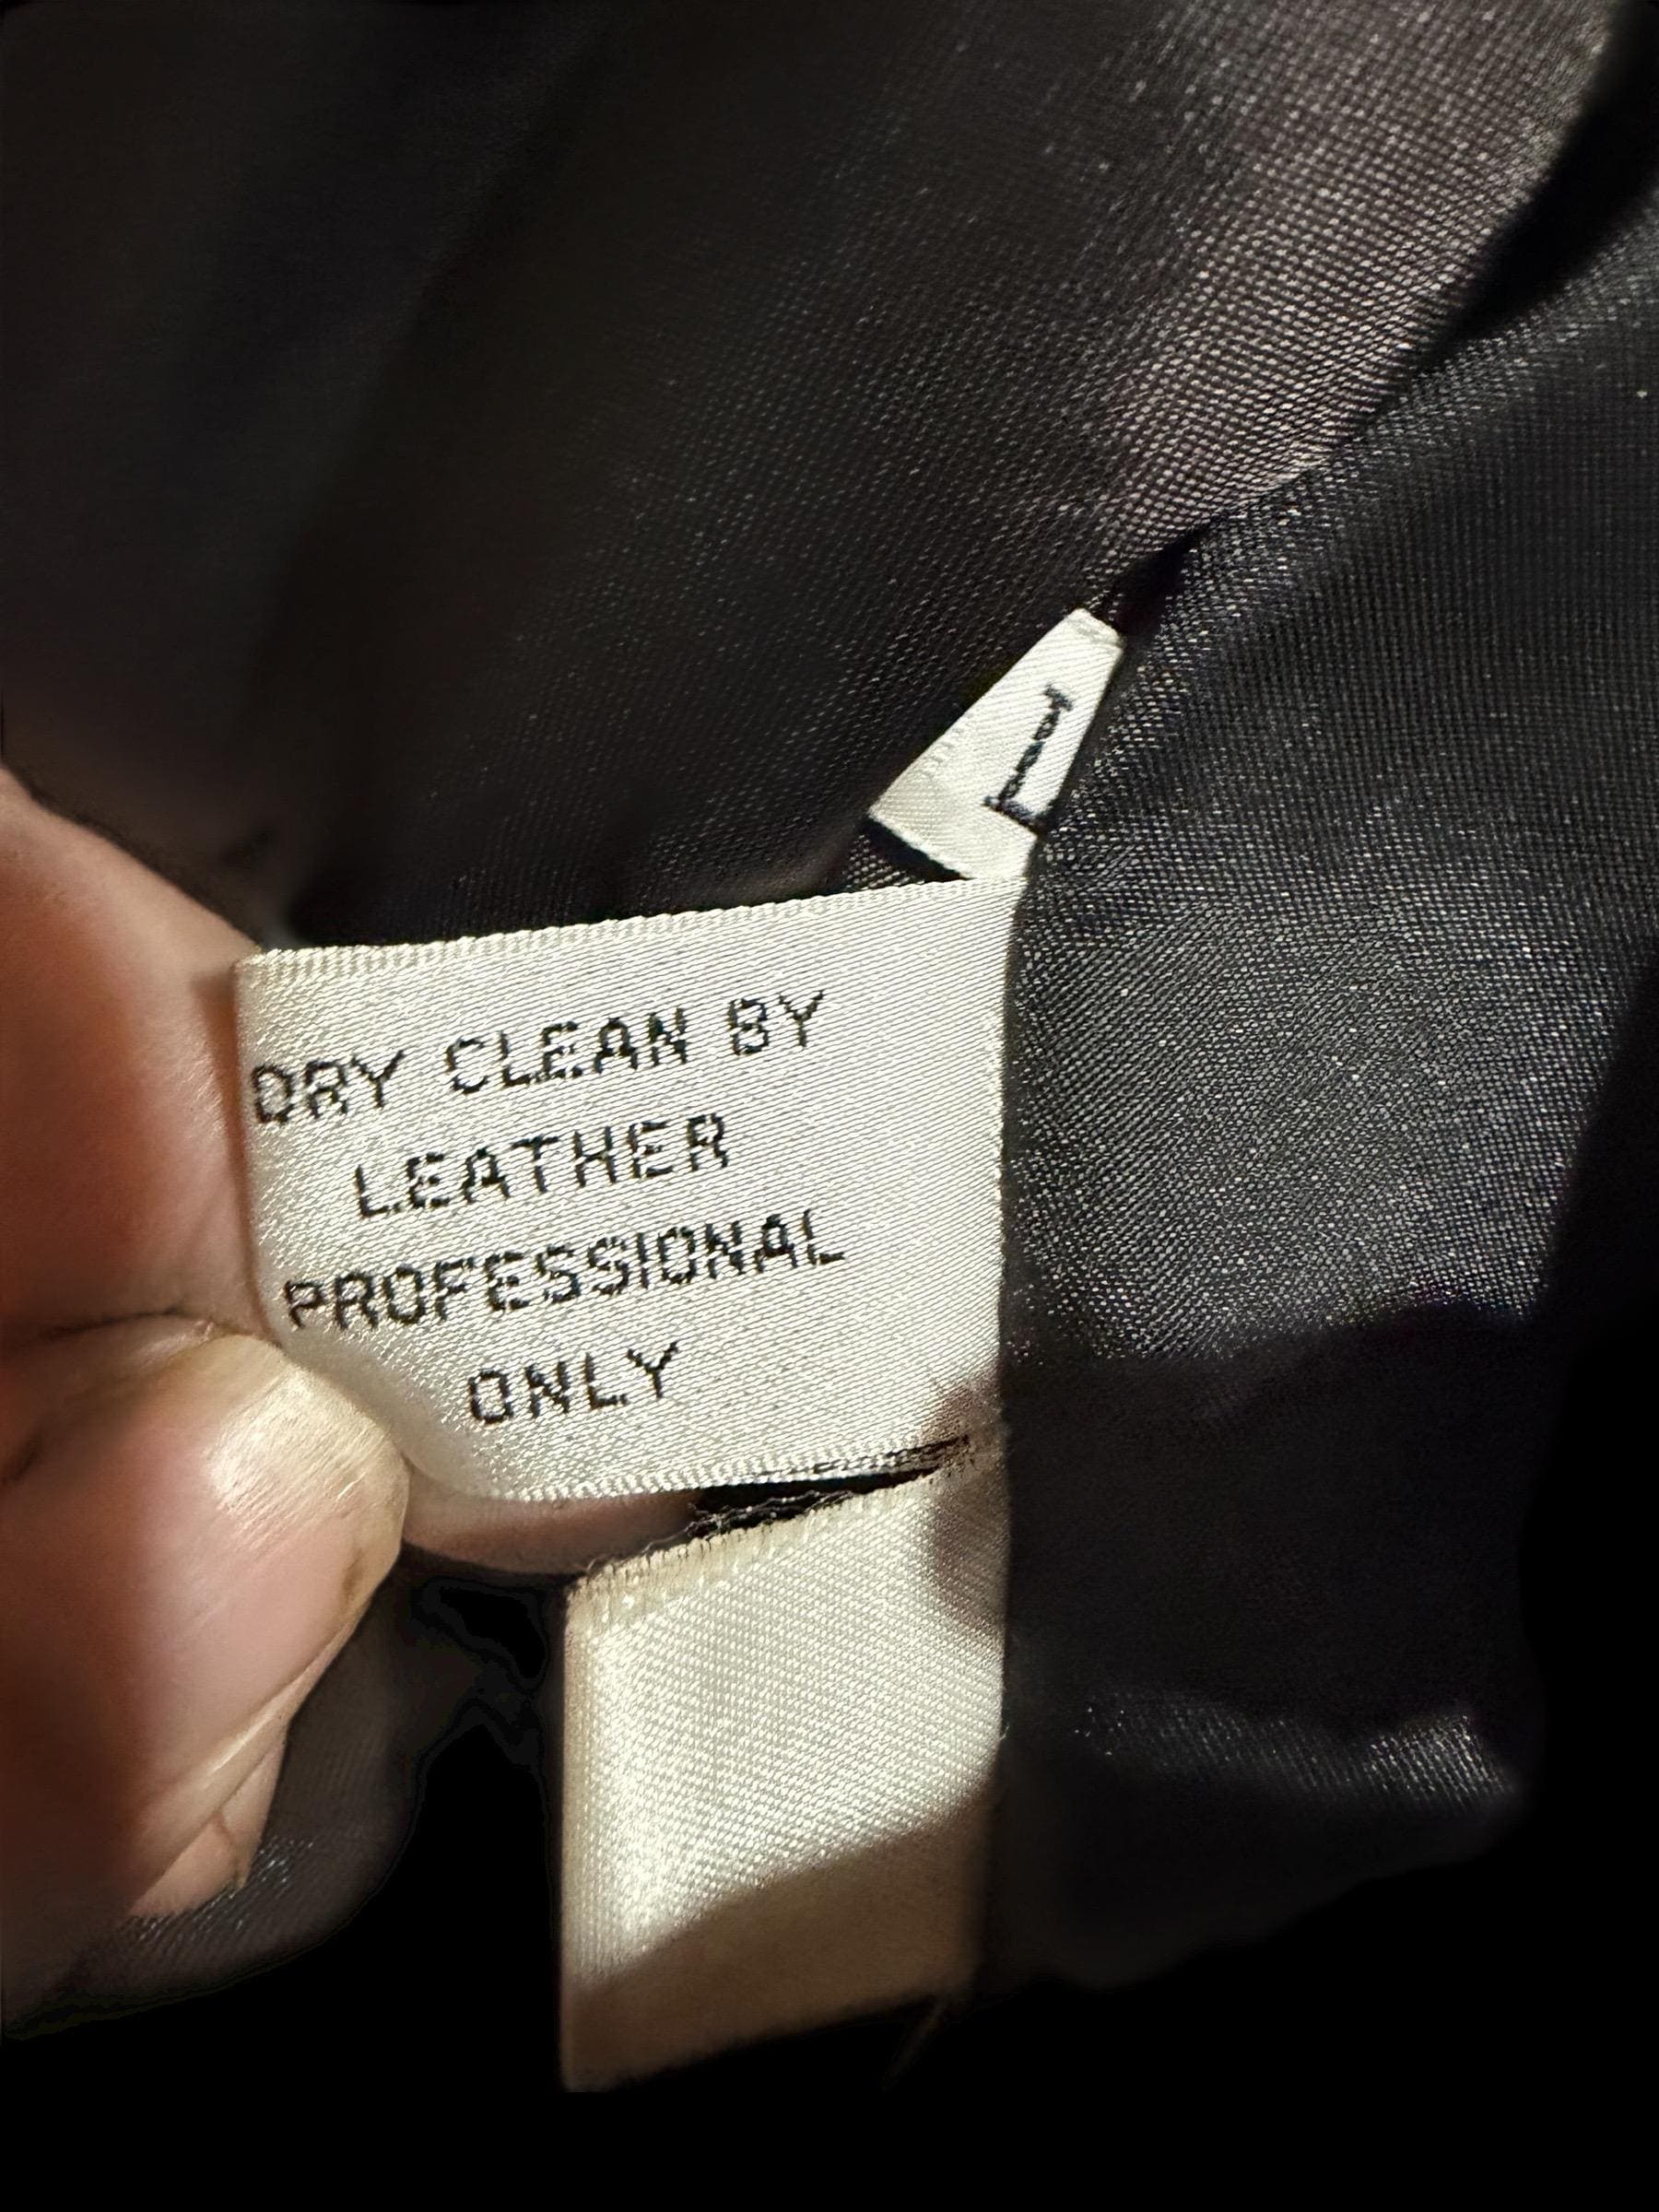 L
DRY CLEAN BY
LEATHER
PROFESSIONAL
ONLY